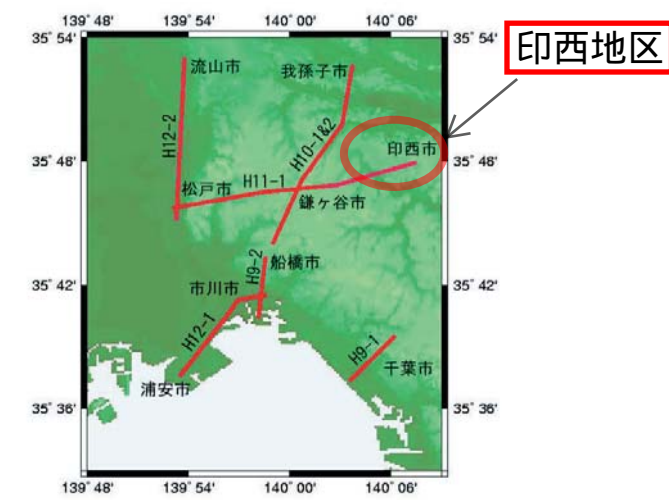 139° 48' 139° 54' 140° 00' 140° 06'
35° 54' 35° 54'
印西地区
流山市
我孫子市
H12-2
H10-1&2
印西市
35° 48' 35° 48'
松戸市
H11-1
鎌ヶ谷市
H9-2
船橋市
35° 42' 35° 42'
市川市
H12-1
H9-1
千葉市
浦安市
35° 36' 35° 36'
139° 48' 139° 54' 140° 00' 140° 06'